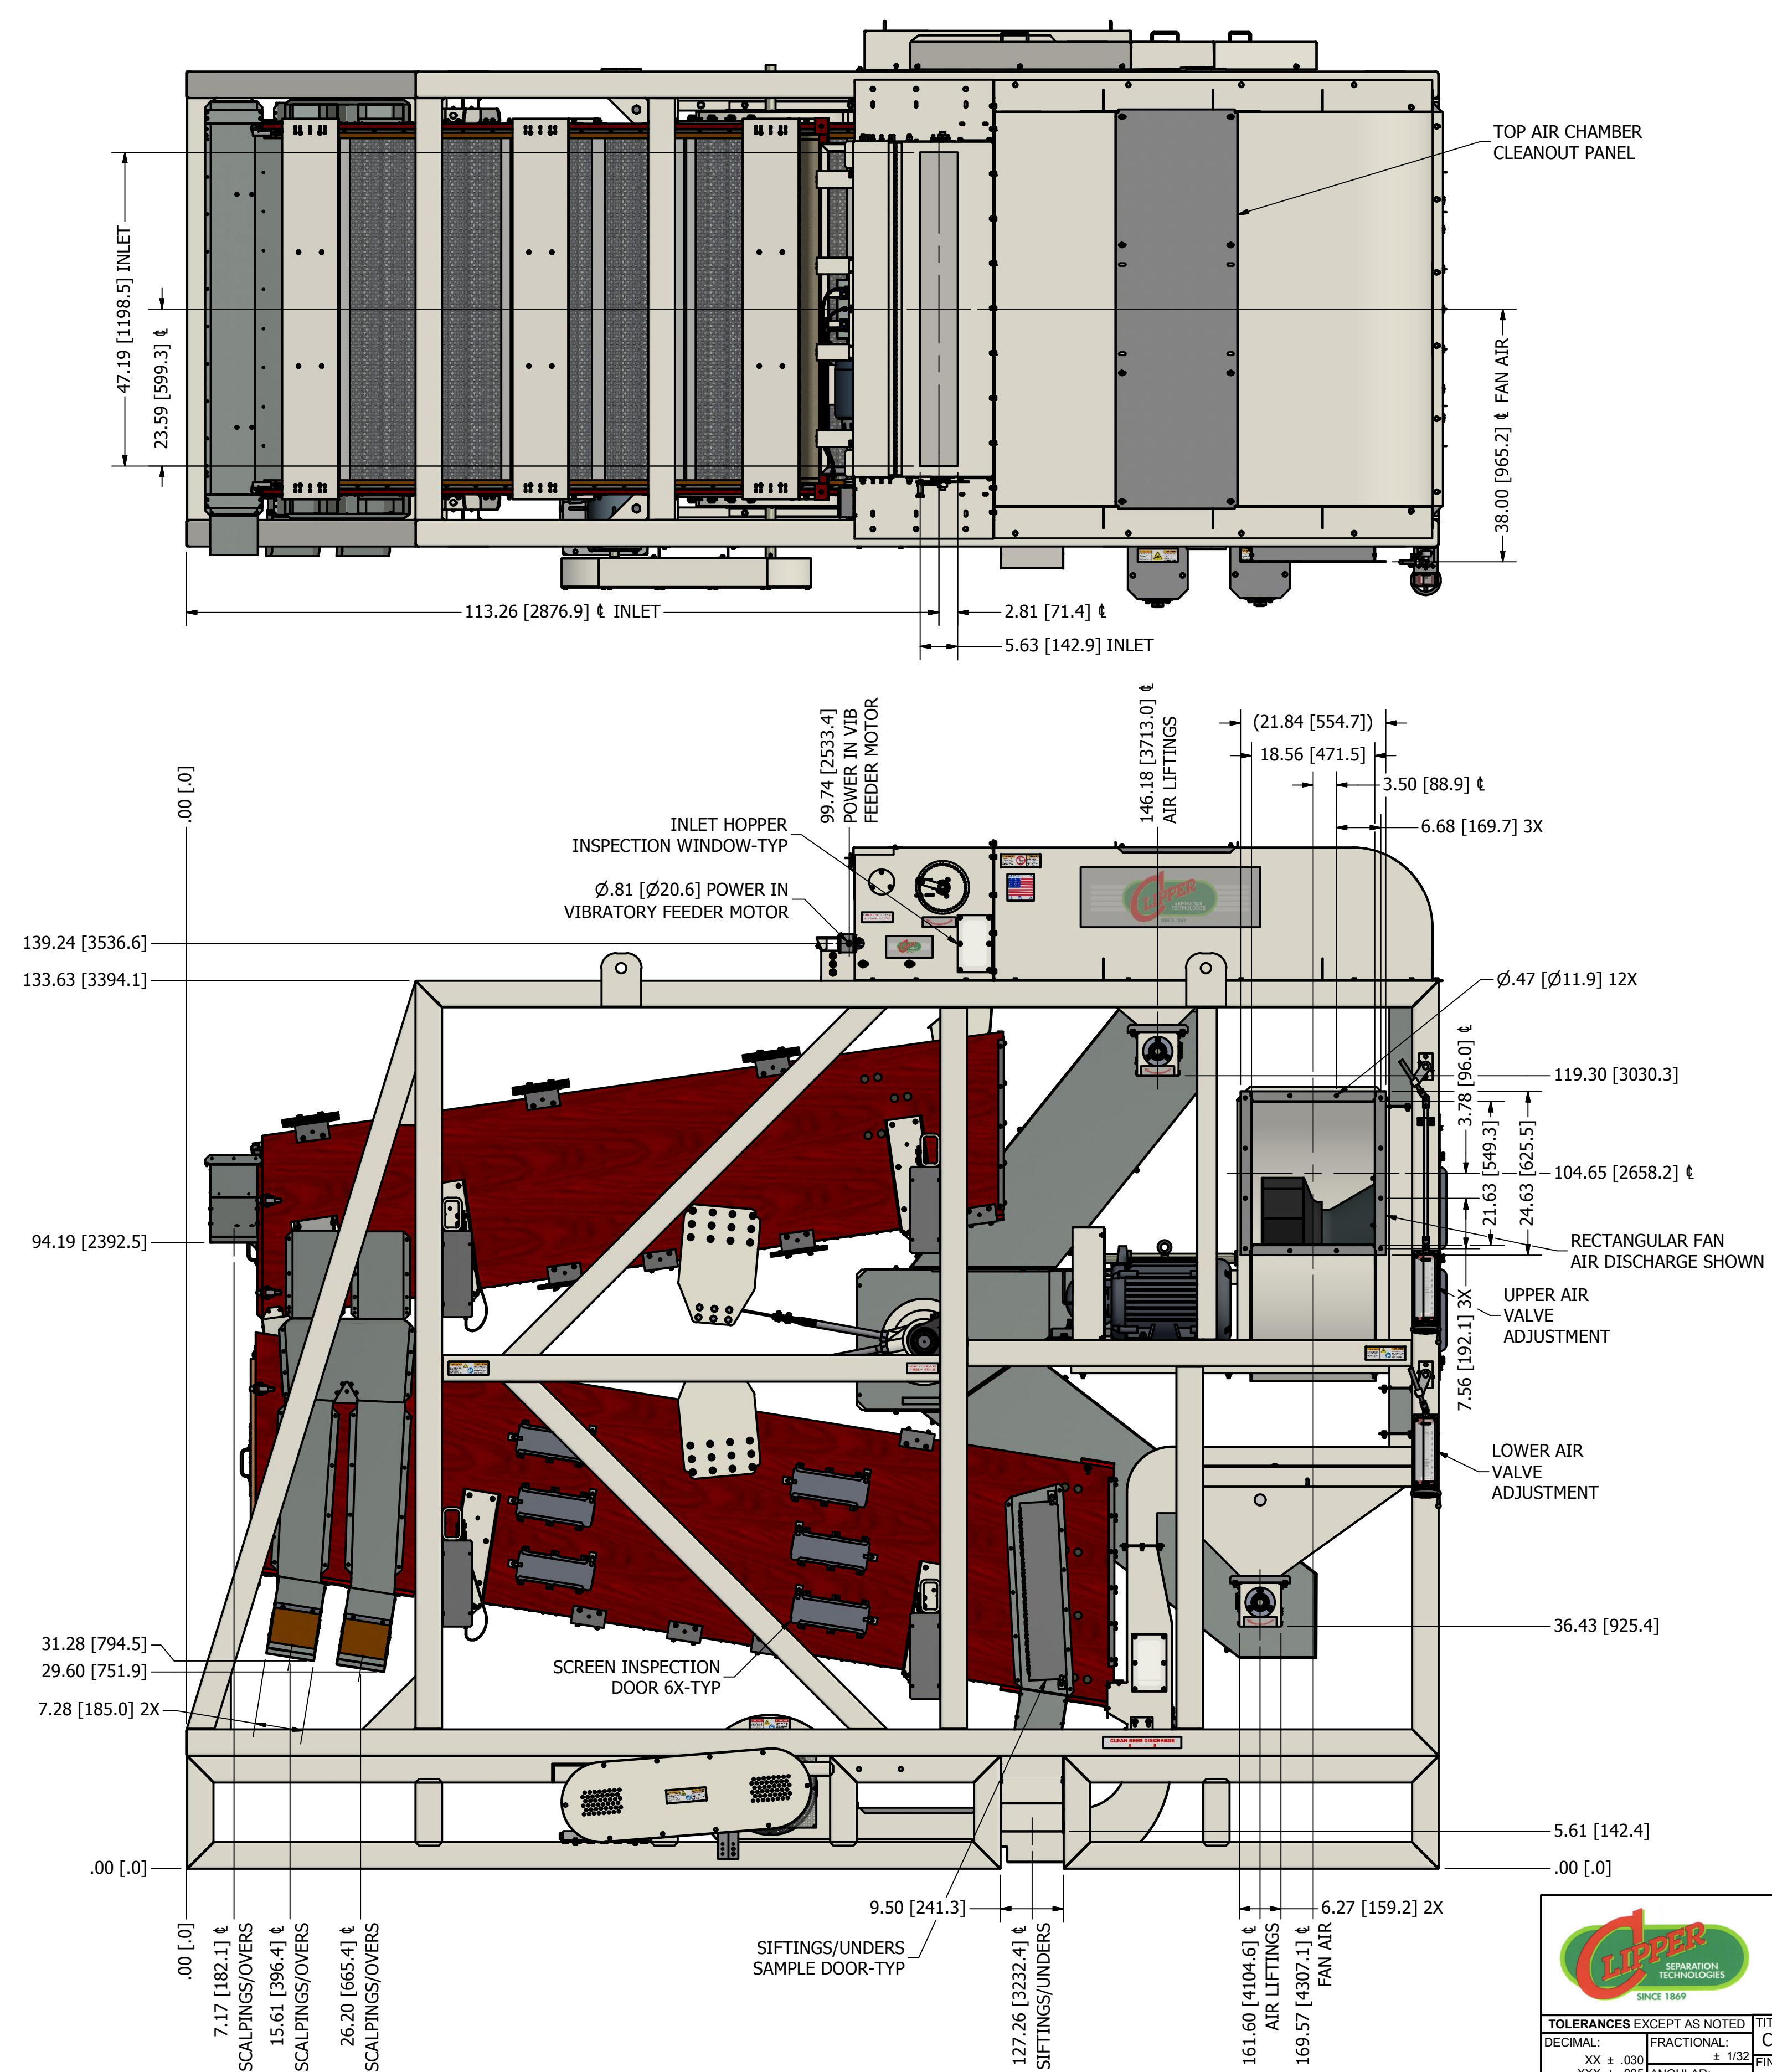 TOP AIR CHAMBER
CLEANOUT PANEL
47.19 [1198.5] INLET
23.59 [599.3] ℄
38.00 [965.2] ℄ FAN AIR
113.26 [2876.9] ℄ INLET
2.81 [71.4] ℄
5.63 [142.9] INLET
.00 [.0]
99.74 [2533.4]
POWER IN VIB
FEEDER MOTOR
146.18 [3713.0] ℄
AIR LIFTINGS
(21.84 [554.7])
18.56 [471.5]
3.50 [88.9] ℄
6.68 [169.7] 3X
INLET HOPPER
INSPECTION WINDOW-TYP
Ø.81 [Ø20.6] POWER IN
VIBRATORY FEEDER MOTOR
CLIPPER
SEPARATION
TECHNOLOGIES
SINCE 1869
139.24 [3536.6]
133.63 [3394.1]
Ø.47 [Ø11.9] 12X
3.78 [96.0] ℄
119.30 [3030.3]
21.63 [549.3]
24.63 [625.5]
104.65 [2658.2] ℄
94.19 [2392.5]
RECTANGULAR FAN
AIR DISCHARGE SHOWN
7.56 [192.1] 3X
UPPER AIR
VALVE
ADJUSTMENT
LOWER AIR
VALVE
ADJUSTMENT
31.28 [794.5]
29.60 [751.9]
7.28 [185.0] 2X
SCREEN INSPECTION
DOOR 6X-TYP
36.43 [925.4]
CLEAN SEED DISCHARGE
5.61 [142.4]
.00 [.0]
.00 [.0]
9.50 [241.3]
6.27 [159.2] 2X
SIFTINGS/UNDERS
SAMPLE DOOR-TYP
.00 [.0]
7.17 [182.1] ℄
SCALPINGS/OVERS
15.61 [396.4] ℄
SCALPINGS/OVERS
26.20 [665.4] ℄
SCALPINGS/OVERS
127.26 [3232.4] ℄
SIFTINGS/UNDERS
161.60 [4104.6] ℄
AIR LIFTINGS
169.57 [4307.1] ℄
FAN AIR
CLIPPER
SEPARATION
TECHNOLOGIES
SINCE 1869
TOLERANCES EXCEPT AS NOTED
DECIMAL:
FRACTIONAL:
XX ± .030
± 1/32